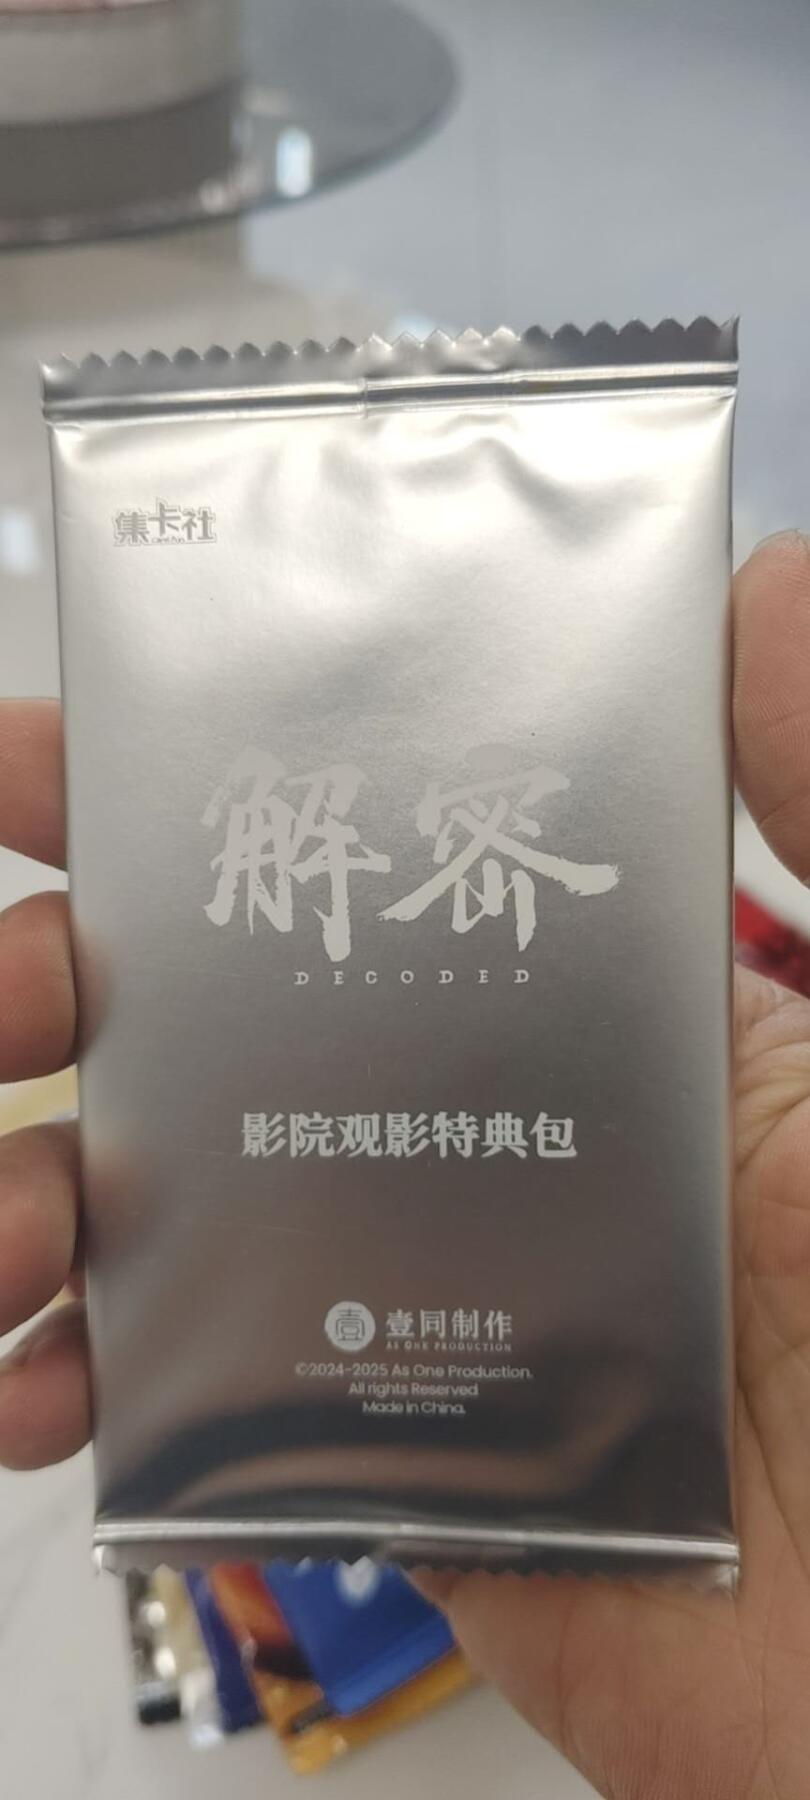 集卡社
解密
DECODED
影院观影特典包
壹 壹同制作
AS ONE PRODUCTION
©2024-2025 As One Production.
All rights Reserved
Made in China.